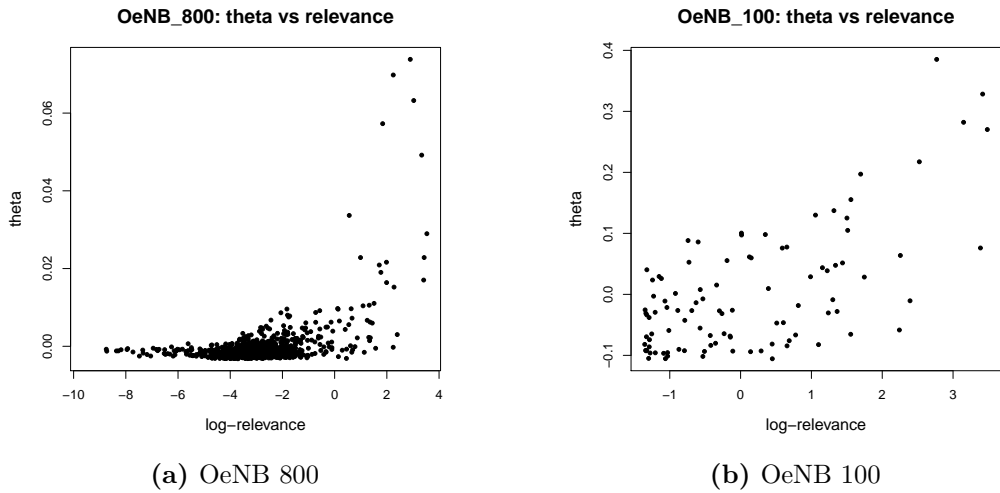 OeNB_800: theta vs relevance
theta
0.00 0.02 0.04 0.06
−10 −8 −6 −4 −2 0 2 4
log−relevance
(a) OeNB 800
OeNB_100: theta vs relevance
theta
−0.1 0.0 0.1 0.2 0.3 0.4
−1 0 1 2 3
log−relevance
(b) OeNB 100